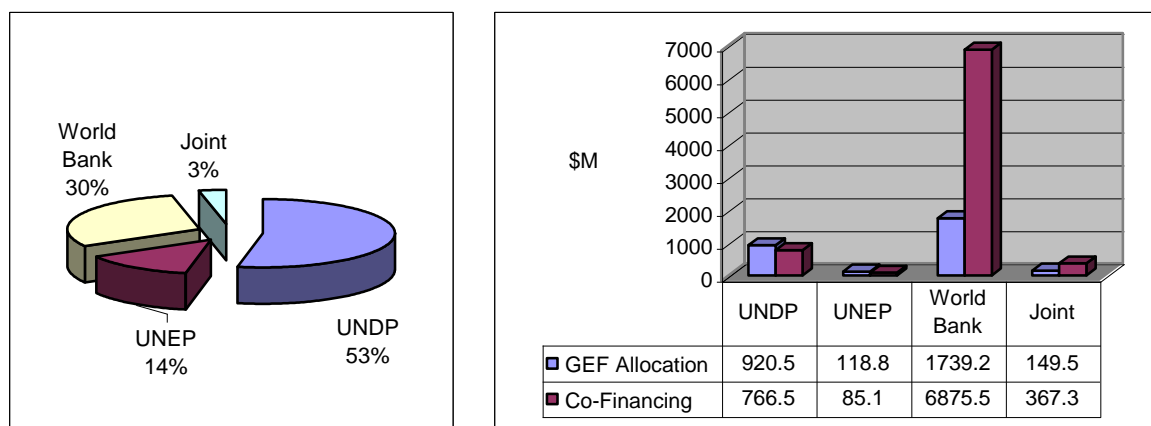 World
Bank
30%
Joint
3%
UNEP
14%
UNDP
53%
$M
7000
6000
5000
4000
3000
2000
1000
0
UNDP UNEP World Bank Joint
GEF Allocation 920.5 118.8 1739.2 149.5
Co-Financing 766.5 85.1 6875.5 367.3